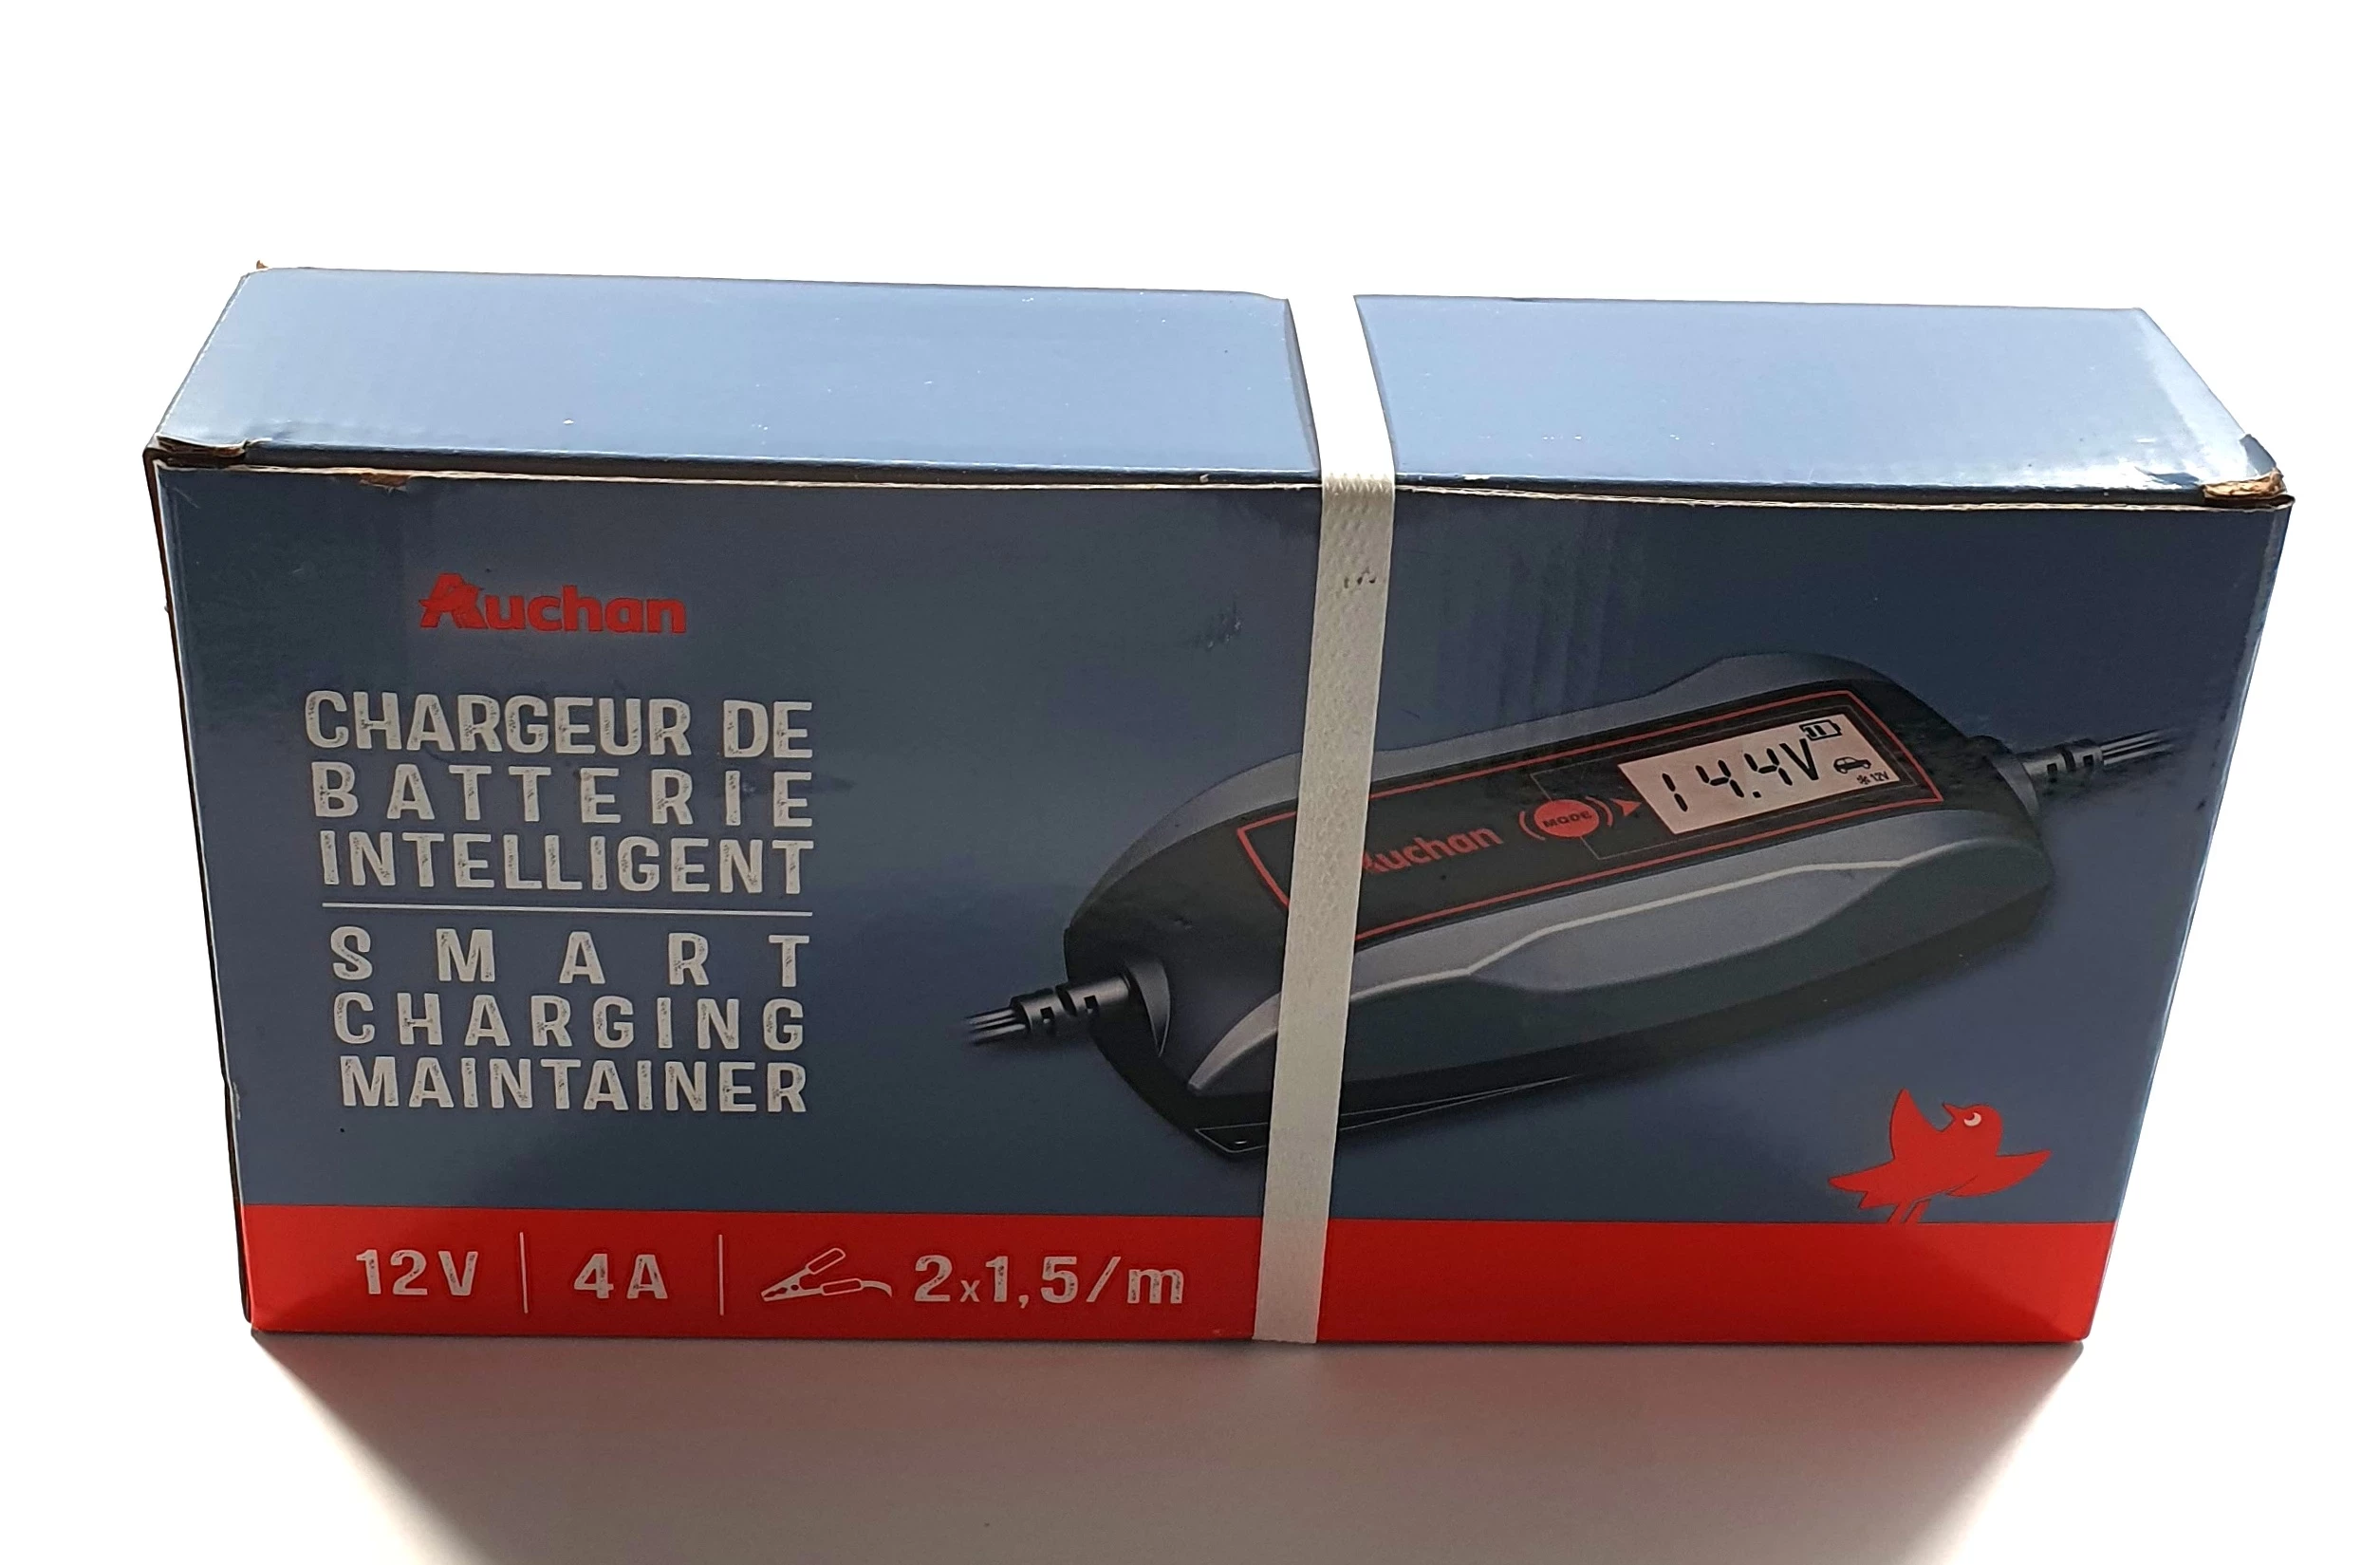 Auchan
CHARGEUR DE
BATTERIE
INTELLIGENT
SMART
CHARGING
MAINTAINER
Auchan
MODE
14.4V
12V
12V
4A
2x1,5/m